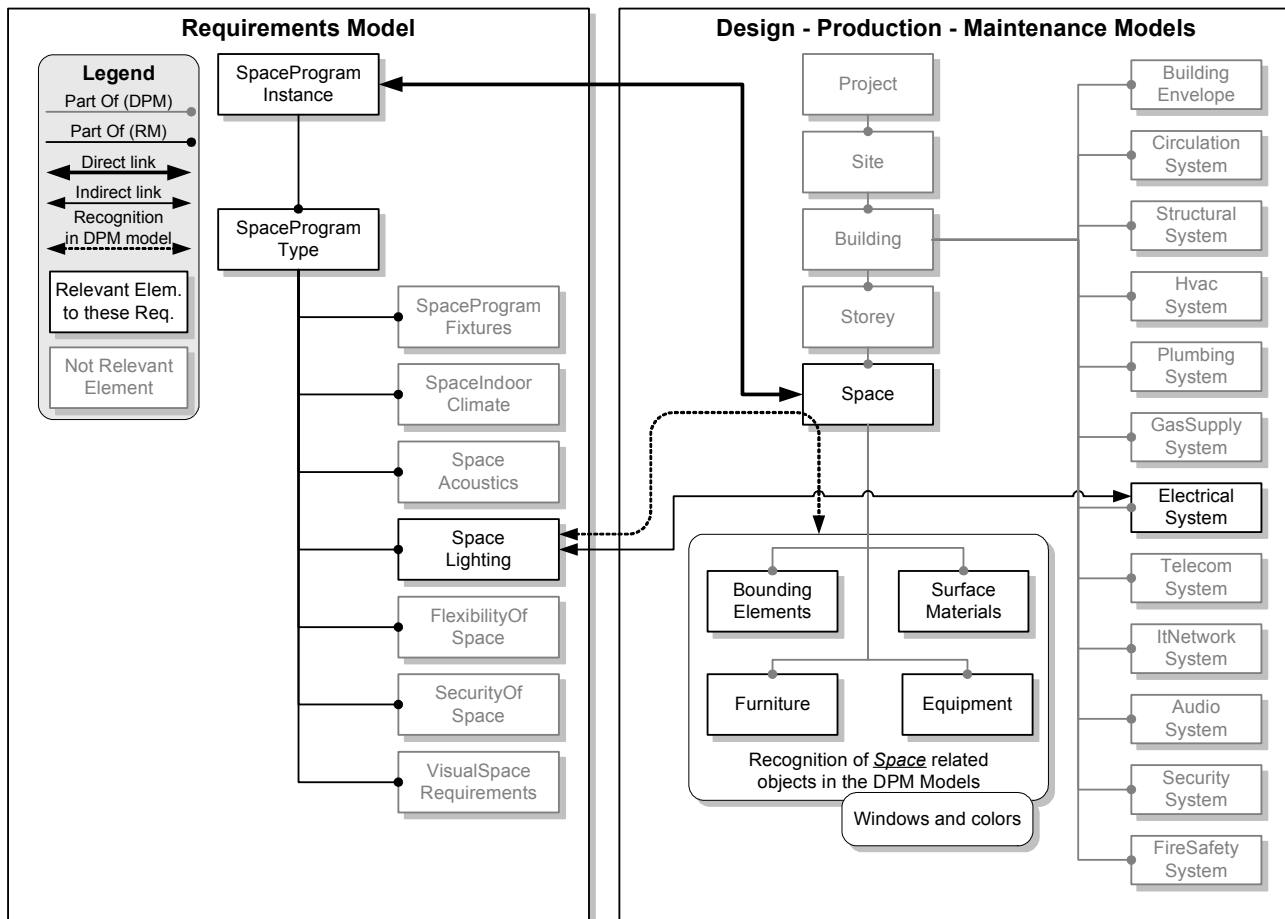 Requirements Model
Legend
Part Of (DPM)
Part Of (RM)
Direct link
Indirect link
Recognition
in DPM model
Relevant Elem.
to these Req.
Not Relevant
Element
SpaceProgram
Instance
SpaceProgram
Type
SpaceProgram
Fixtures
SpaceIndoor
Climate
Space
Acoustics
Space
Lighting
FlexibilityOf
Space
SecurityOf
Space
VisualSpace
Requirements
Design - Production - Maintenance Models
Project
Site
Building
Storey
Space
Bounding
Elements
Surface
Materials
Furniture
Equipment
Recognition of Space related
objects in the DPM Models
Windows and colors
Building
Envelope
Circulation
System
Structural
System
Hvac
System
Plumbing
System
GasSupply
System
Electrical
System
Telecom
System
ItNetwork
System
Audio
System
Security
System
FireSafety
System